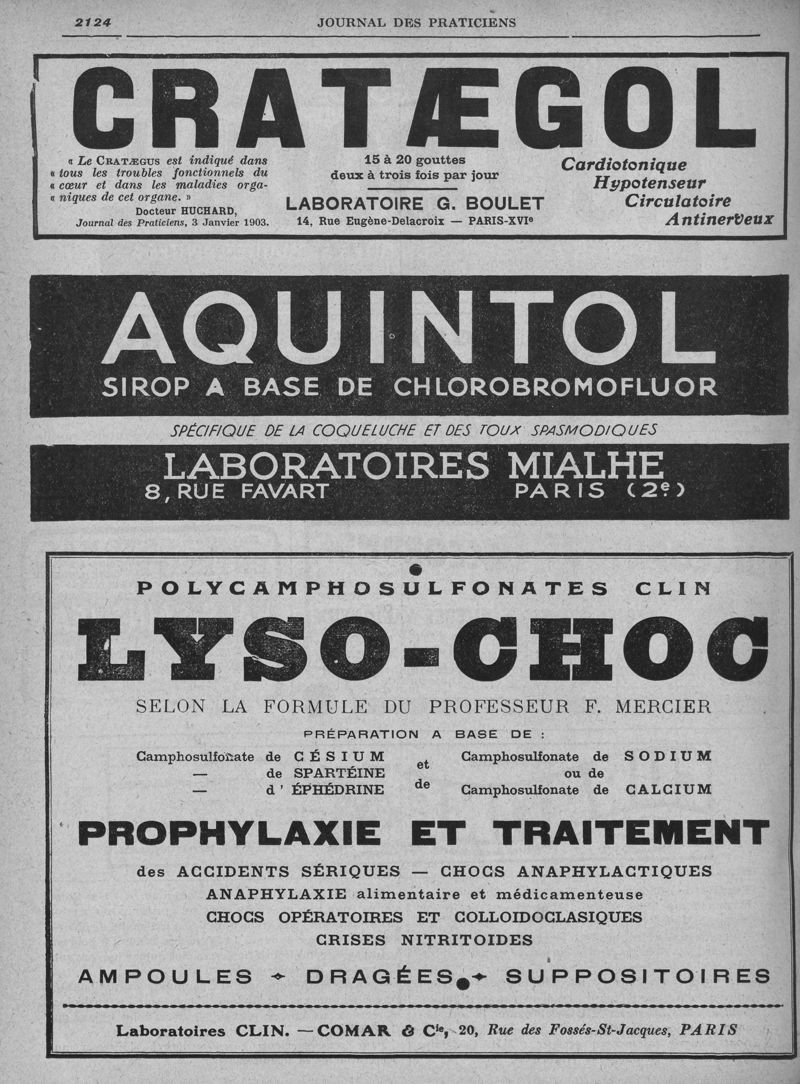 2124
JOURNAL DES PRATICIENS
CRATÆGOL
« Le CRATÆGUS est indiqué dans
« tous les troubles fonctionnels du
« cœur et dans les maladies orga-
« niques de cet organe. »
Docteur HUCHARD,
Journal des Praticiens, 3 Janvier 1903.
15 à 20 gouttes
deux à trois fois par jour
LABORATOIRE G. BOULET
14, Rue Eugène-Delacroix — PARIS-XVIe
Cardiotonique
Hypotenseur
Circulatoire
Antinerveux
AQUINTOL
SIROP A BASE DE CHLOROBROMOFLUOR
SPÉCIFIQUE DE LA COQUELUCHE ET DES TOUX SPASMODIQUES
LABORATOIRES MIALHE
8, RUE FAVART PARIS (2e)
POLYCAMPHOSULFONATES CLIN
LYSO-CHOC
SELON LA FORMULE DU PROFESSEUR F. MERCIER
PRÉPARATION A BASE DE :
Camphosulfonate de CÉSIUM
— de SPARTÉINE
— d'ÉPHÉDRINE
et
de
Camphosulfonate de SODIUM
ou de
Camphosulfonate de CALCIUM
PROPHYLAXIE ET TRAITEMENT
des ACCIDENTS SÉRIQUES — CHOCS ANAPHYLACTIQUES
ANAPHYLAXIE alimentaire et médicamenteuse
CHOCS OPÉRATOIRES ET COLLOIDOCLASIQUES
CRISES NITRITOIDES
AMPOULES + DRAGÉES + SUPPOSITOIRES
Laboratoires CLIN. — COMAR & Cie, 20, Rue des Fossés-St-Jacques, PARIS